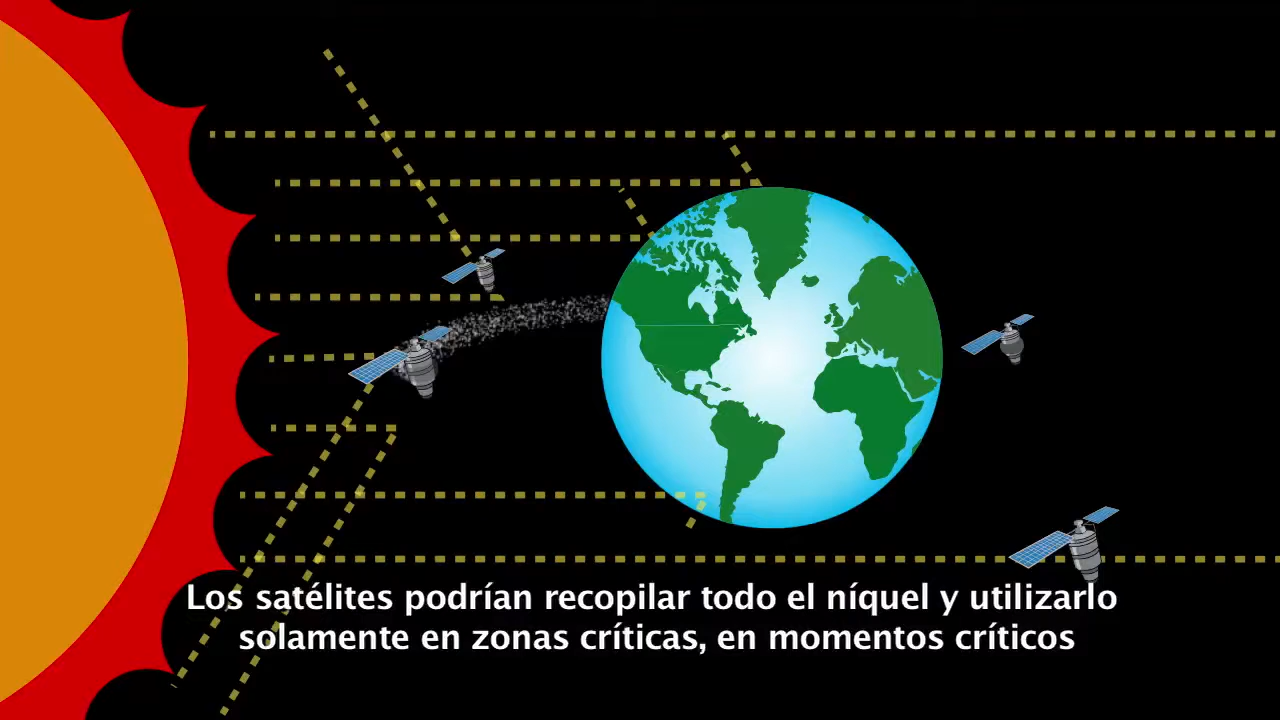 Los satélites podrían recopilar todo el níquel y utilizarlo
solamente en zonas críticas, en momentos críticos